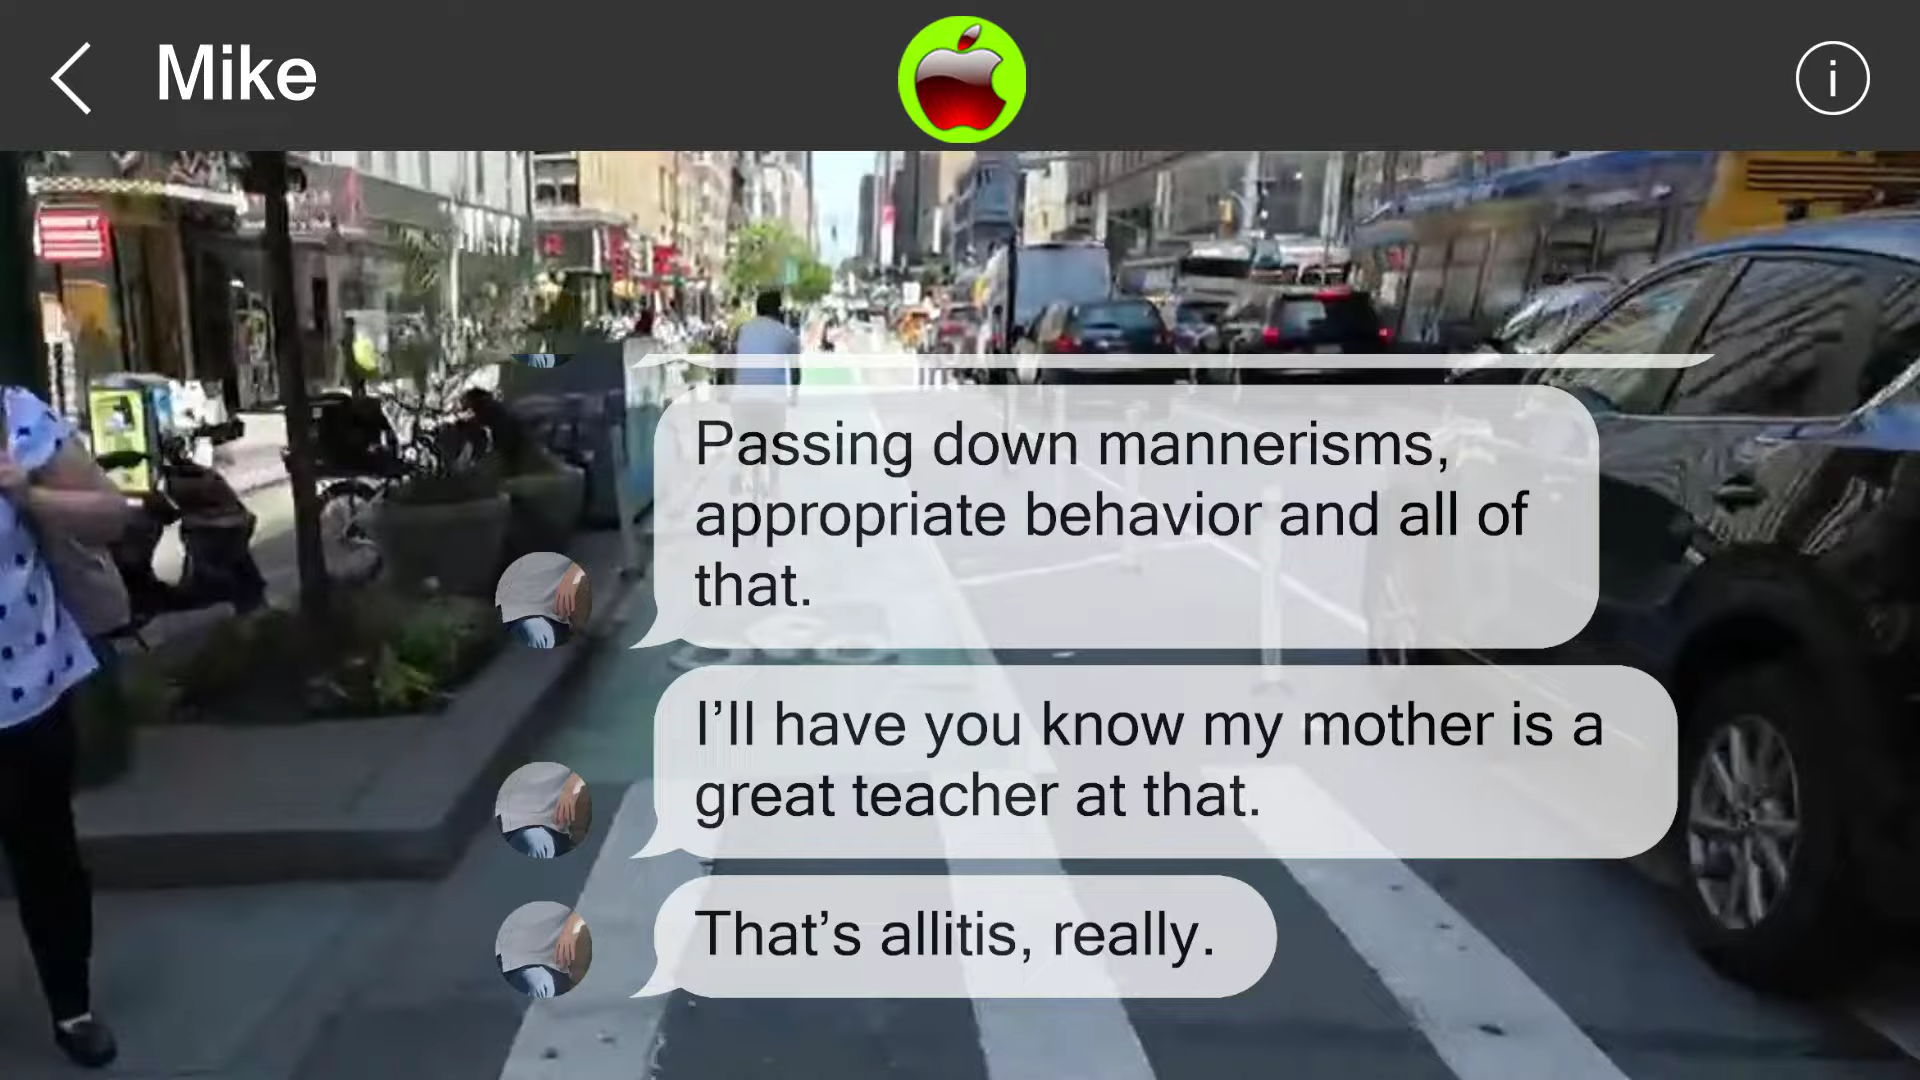 Mike
Passing down mannerisms,
appropriate behavior and all of
that.
I’ll have you know my mother is a
great teacher at that.
That’s allitis, really.